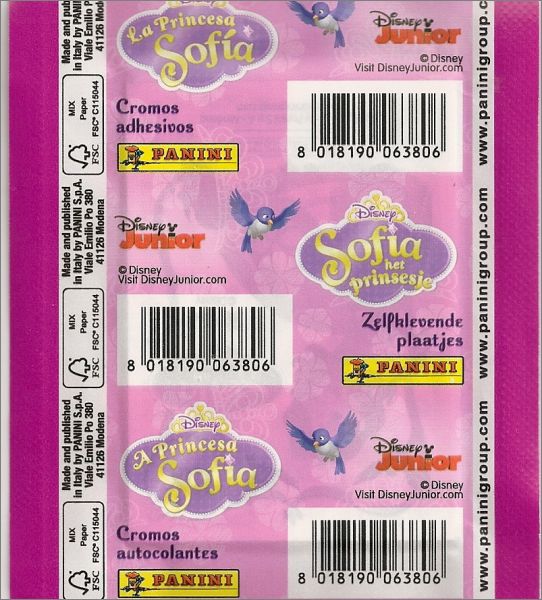 La Princesa
Sofía
Disney
Junior
© Disney
Visit DisneyJunior.com
Cromos
adhesivos
PANINI
8 018190 063806
Disney
Junior
© Disney
Visit DisneyJunior.com
Disney
Sofia
het
prinsesje
8 018190 063806
Zelfklevende
plaatjes
PANINI
Disney
A Princesa
Sofia
Disney
Junior
© Disney
Visit DisneyJunior.com
Cromos
autocolantes
PANINI
8 018190 063806
Made and published
in Italy by PANINI S.p.A.
Viale Emilio Po 380
41126 Modena
MIX
Paper
FSC® C115044
FSC
Made and published
in Italy by PANINI S.p.A.
Viale Emilio Po 380
41126 Modena
MIX
Paper
FSC® C115044
FSC
Made and published
in Italy by PANINI S.p.A.
Viale Emilio Po 380
41126 Modena
MIX
Paper
FSC® C115044
FSC
www.paninigroup.com
www.paninigroup.com
www.paninigroup.com